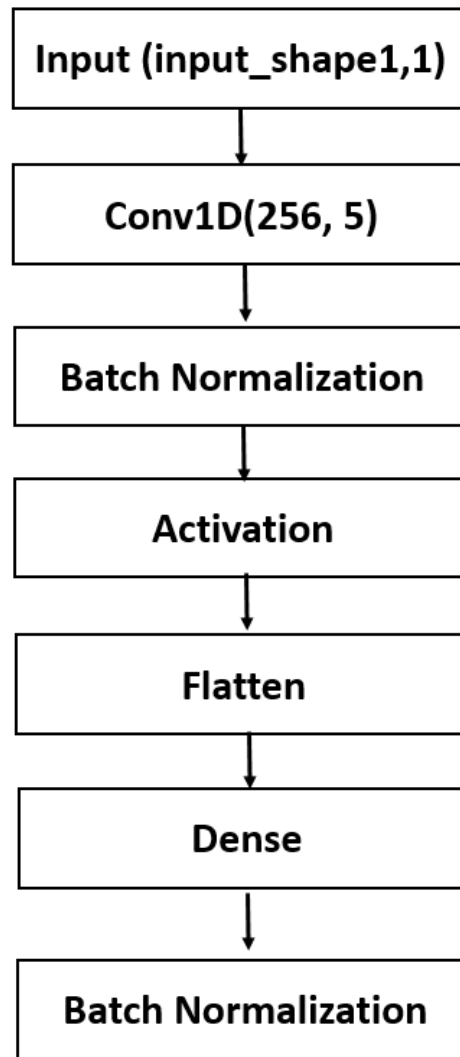 Input (input_shape1,1)
Conv1D(256, 5)
Batch Normalization
Activation
Flatten
Dense
Batch Normalization